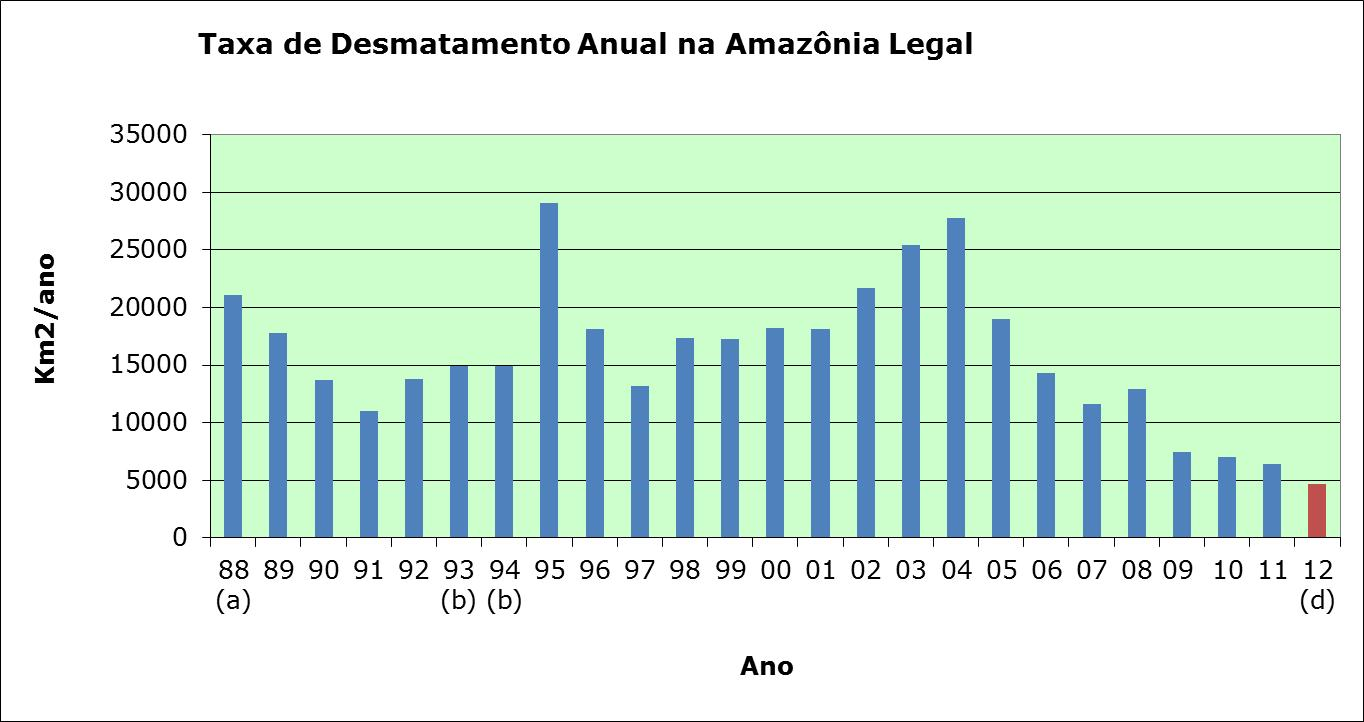 Taxa de Desmatamento Anual na Amazônia Legal
35000
30000
25000
20000
15000
10000
5000
0
Km2/ano
88 89 90 91 92 93 94 95 96 97 98 99 00 01 02 03 04 05 06 07 08 09 10 11 12
(a) (b) (b) (d)
Ano